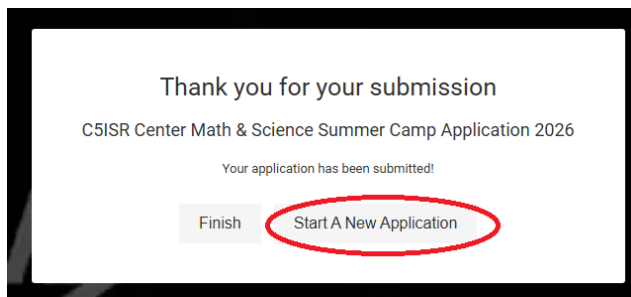 Thank you for your submission
C5ISR Center Math & Science Summer Camp Application 2026
Your application has been submitted!
Finish Start A New Application